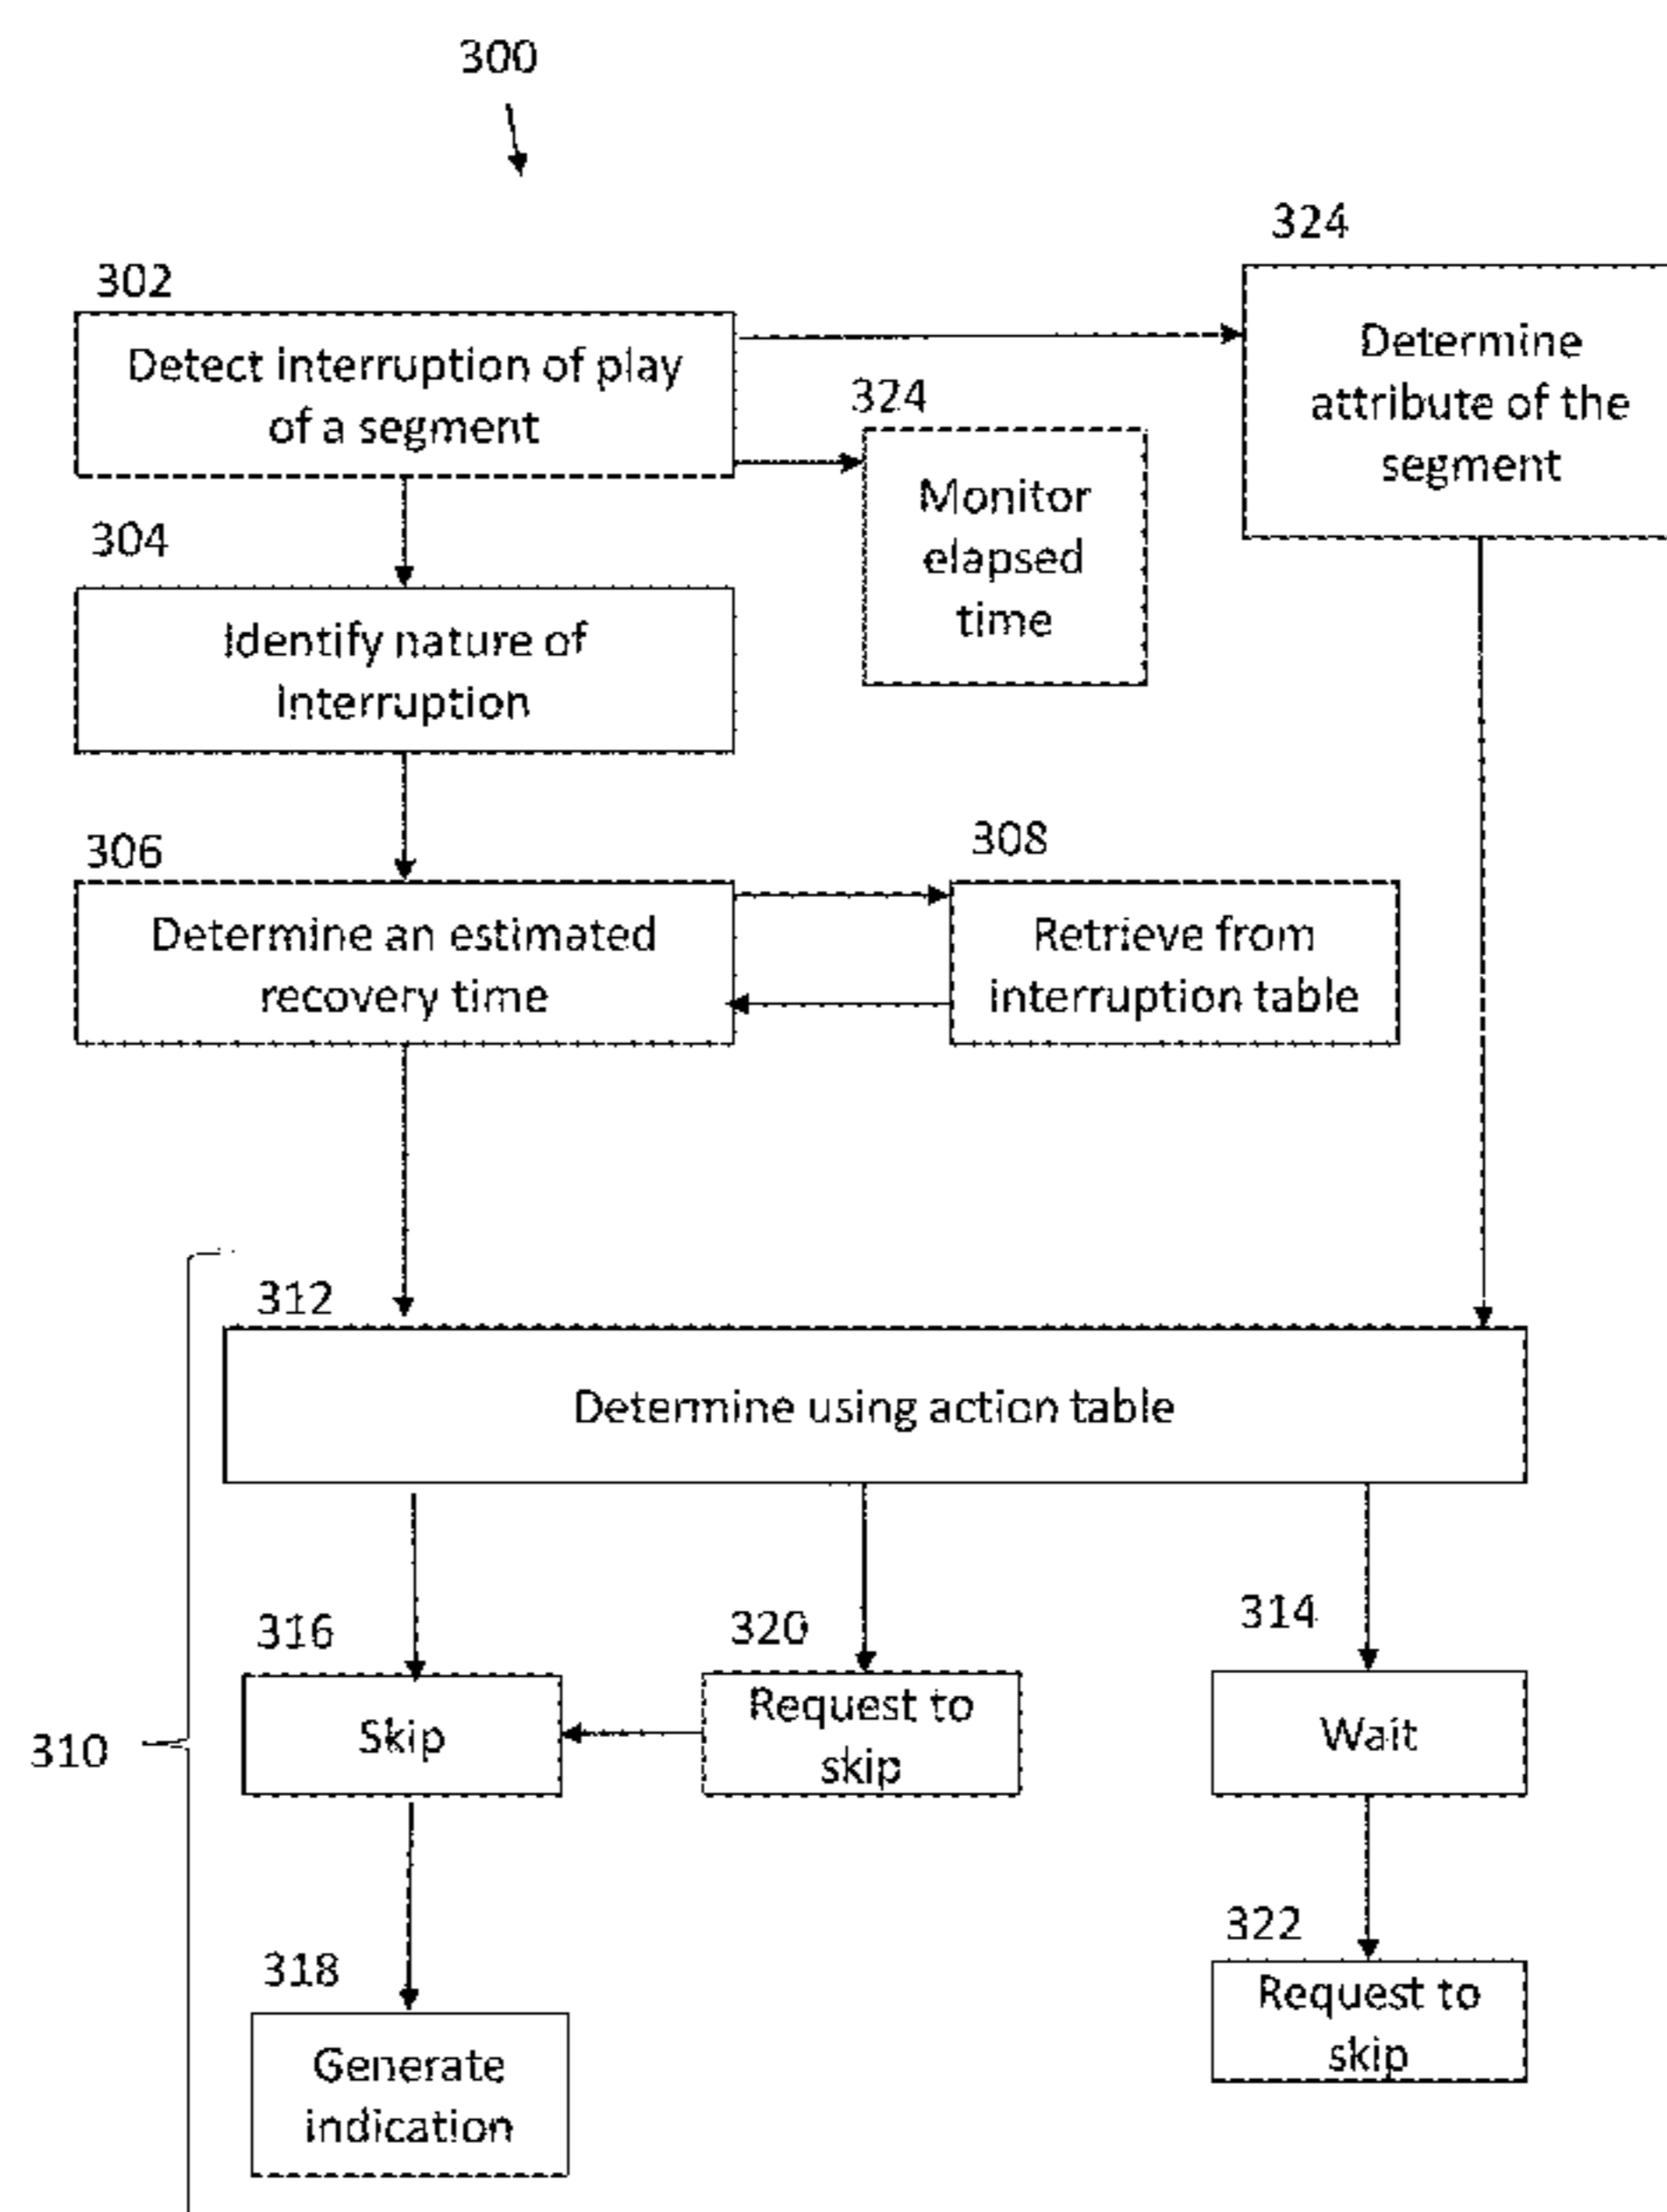 300
324
302
Detect interruption of play
of a segment
Determine
attribute of the
segment
324
Monitor
elapsed
time
304
Identify nature of
Interruption
306
308
Determine an estimated
recovery time
Retrieve from
interruption table
312
Determine using action table
316
320
314
Skip
Request to
skip
Wait
310
322
318
Request to
skip
Generate
indication